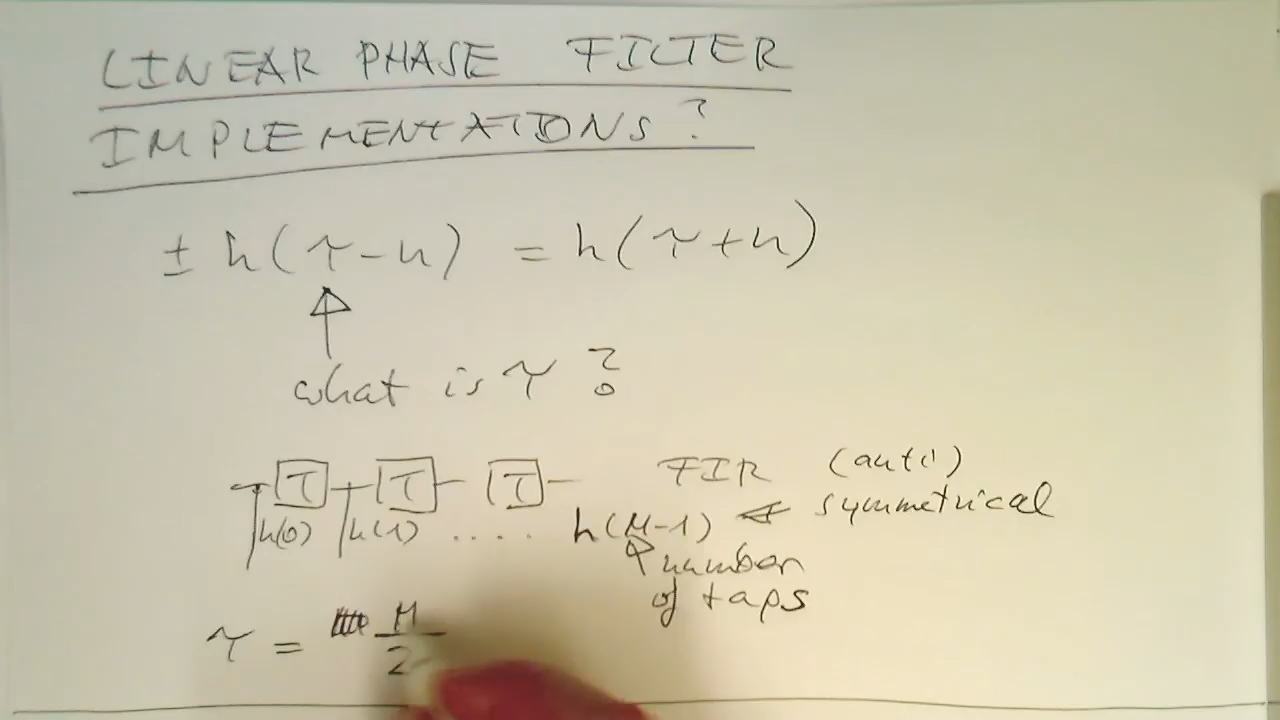 LINEAR PHASE FILTER
IMPLEMENTATIONS?
± h(τ-n) = h(τ+n)
what is τ ?
T T T FIR (anti)
h(0) h(1) .... h(M-1) symmetrical
number
of taps
τ = M/2